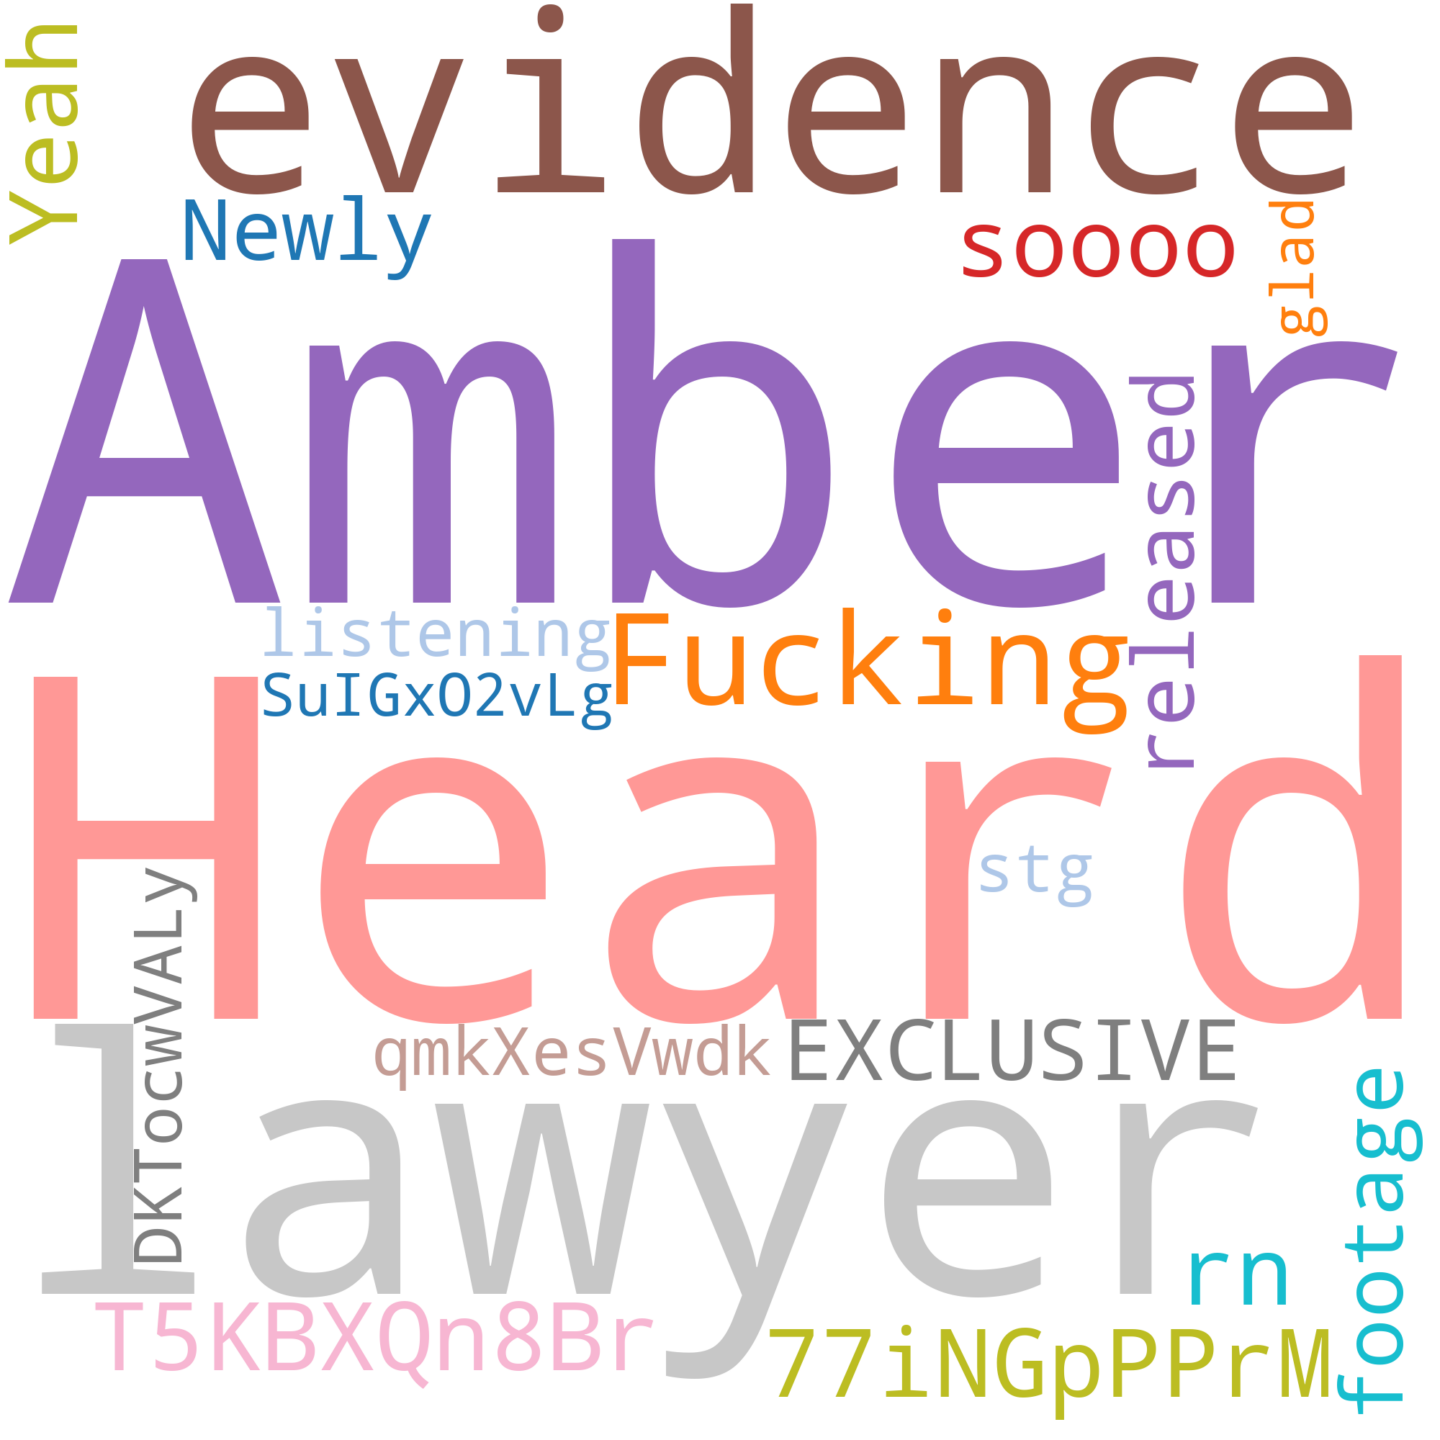 Yeah
evidence
Newly
soooo
glad
Amber
released
listening
Fucking
SuIGxO2vLg
Heard
stg
DKTocwVALy
qmkXesVwdk
EXCLUSIVE
lawyer
footage
rn
T5KBXQn8Br
77iNGpPPrM